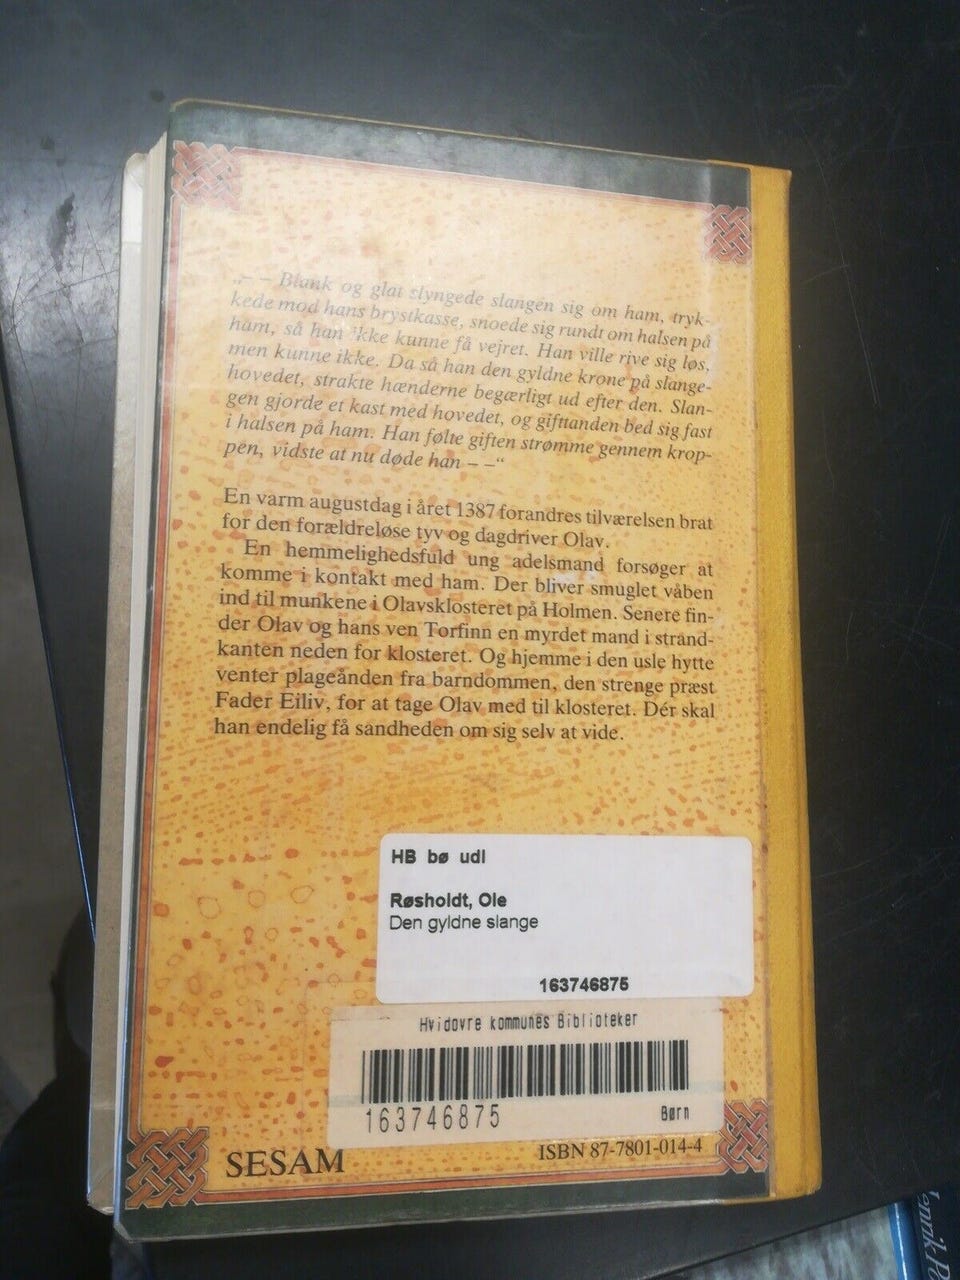 „– – Blank og glat slyngede slangen sig om ham, tryk-
kede mod hans brystkasse, snoede sig rundt om halsen på
ham, så han ikke kunne få vejret. Han ville rive sig løs,
men kunne ikke. Da så han den gyldne krone på slange-
hovedet, strakte hænderne begærligt ud efter den. Slan-
gen gjorde et kast med hovedet, og gifttanden bed sig fast
i halsen på ham. Han følte giften strømme gennem krop-
pen, vidste at nu døde han – –“
En varm augustdag i året 1387 forandres tilværelsen brat
for den forældreløse tyv og dagdriver Olav.
En hemmelighedsfuld ung adelsmand forsøger at
komme i kontakt med ham. Der bliver smuglet våben
ind til munkene i Olavsklosteret på Holmen. Senere fin-
der Olav og hans ven Torfinn en myrdet mand i strand-
kanten neden for klosteret. Og hjemme i den usle hytte
venter plageånden fra barndommen, den strenge præst
Fader Eiliv, for at tage Olav med til klosteret. Dér skal
han endelig få sandheden om sig selv at vide.
HB bø udl
Røsholdt, Ole
Den gyldne slange
163746875
Hvidovre kommunes Biblioteker
163746875 Børn
SESAM ISBN 87-7801-014-4